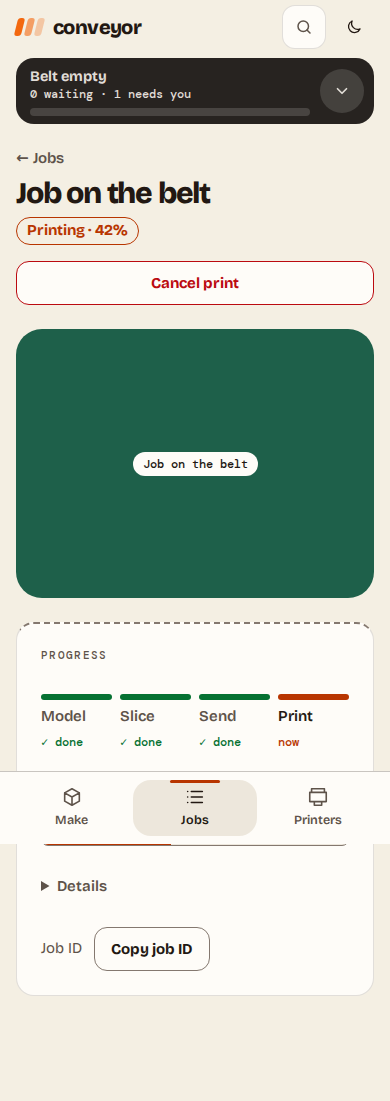 conveyor
Belt empty
0 waiting · 1 needs you
← Jobs
Job on the belt
Printing · 42%
Cancel print
Job on the belt
PROGRESS
Model Slice Send Print
✓ done ✓ done ✓ done now
Make Jobs Printers
▶ Details
Job ID Copy job ID